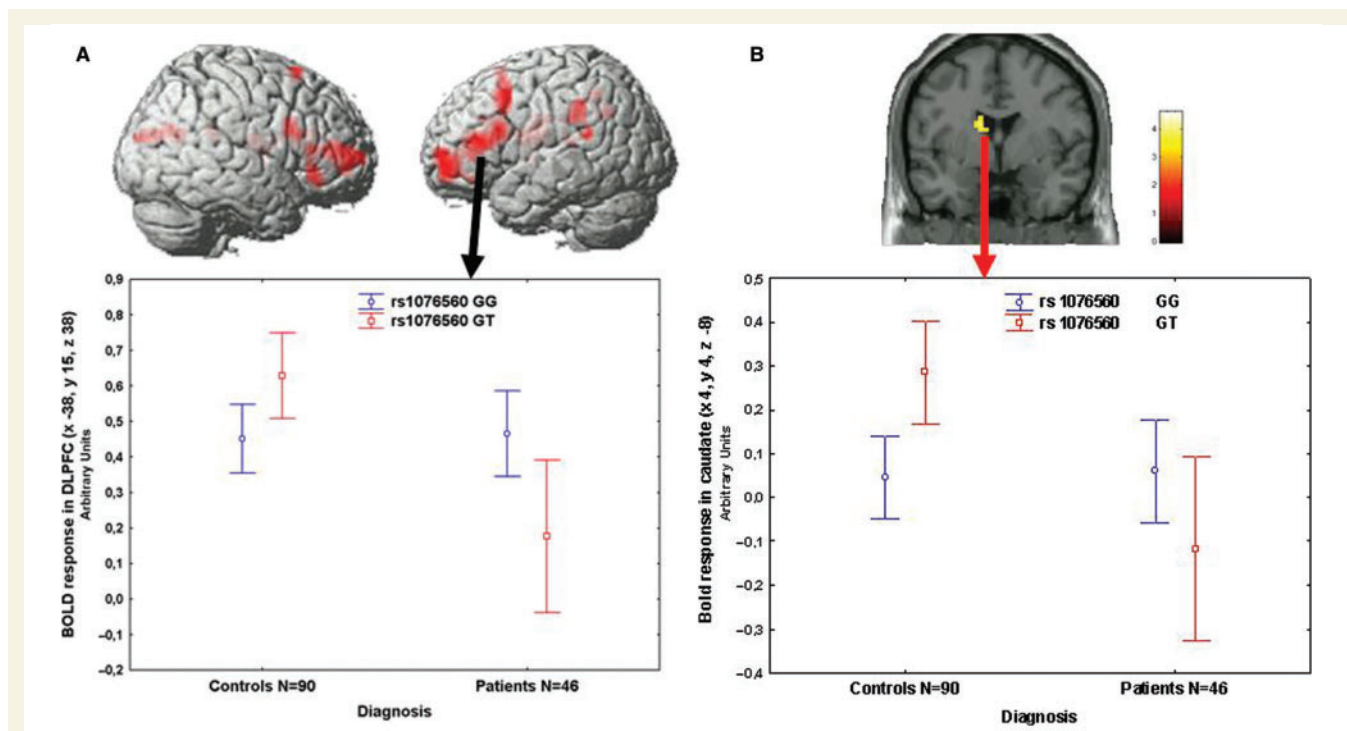 A
B
4
3
2
1
0
BOLD response in DLPFC (x -38, y 15, z 38)
Arbitrary Units
0,9
0,8
0,7
0,6
0,5
0,4
0,3
0,2
0,1
0,0
−0,1
−0,2
rs1076560 GG
rs1076560 GT
Controls N=90
Patients N=46
Diagnosis
Bold response in caudate (x 4, y 4, z -8)
Arbitrary Units
0,5
0,4
0,3
0,2
0,1
0,0
−0,1
−0,2
−0,3
−0,4
rs 1076560 GG
rs 1076560 GT
Controls N=90
Patients N=46
Diagnosis